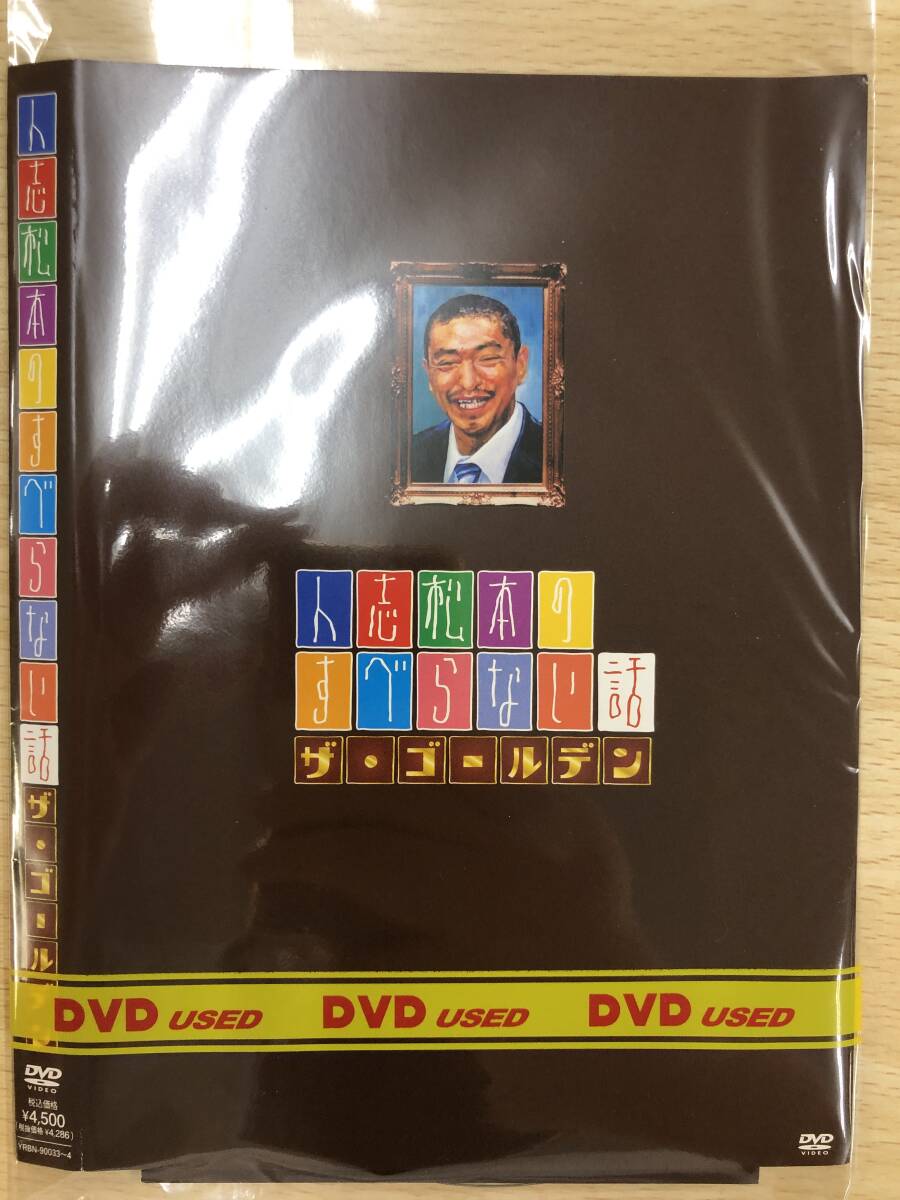 人志松本のすべらない話ザ・ゴール
DVD
VIDEO
税込価格
¥4,500
(税抜価格 ¥4,286)
YRBN-90033〜4
人志松本の
すべらない話
ザ・ゴールデン
DVD USED DVD USED DVD USED
DVD
VIDEO